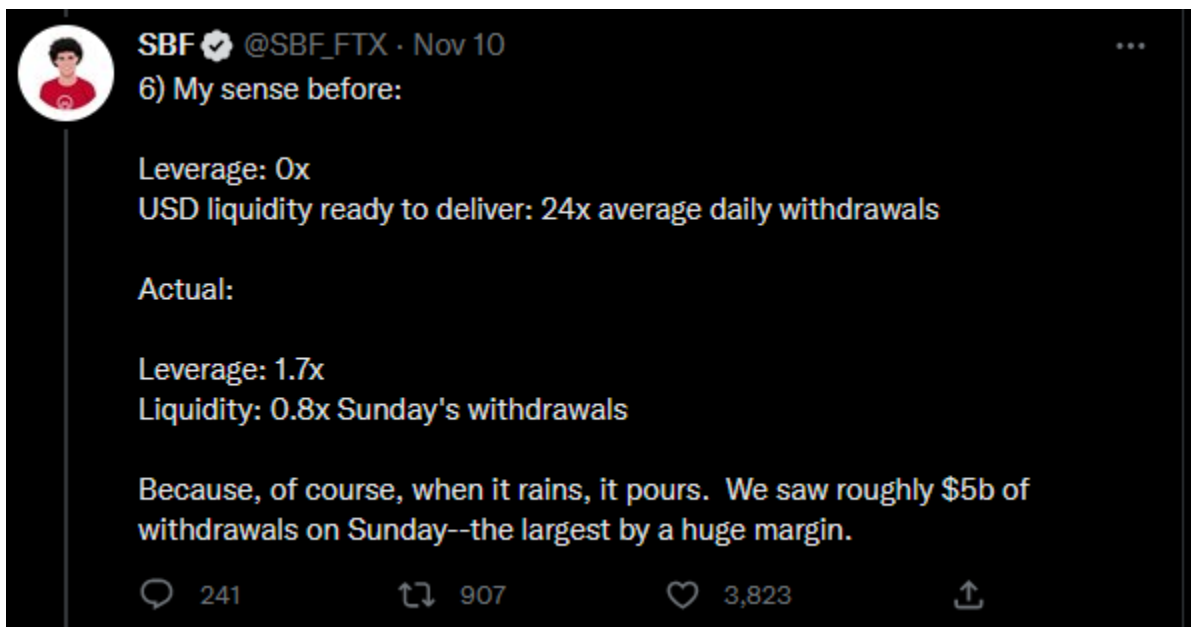 SBF @SBF_FTX · Nov 10
6) My sense before:
Leverage: 0x
USD liquidity ready to deliver: 24x average daily withdrawals
Actual:
Leverage: 1.7x
Liquidity: 0.8x Sunday's withdrawals
Because, of course, when it rains, it pours.  We saw roughly $5b of
withdrawals on Sunday--the largest by a huge margin.
241 907 3,823